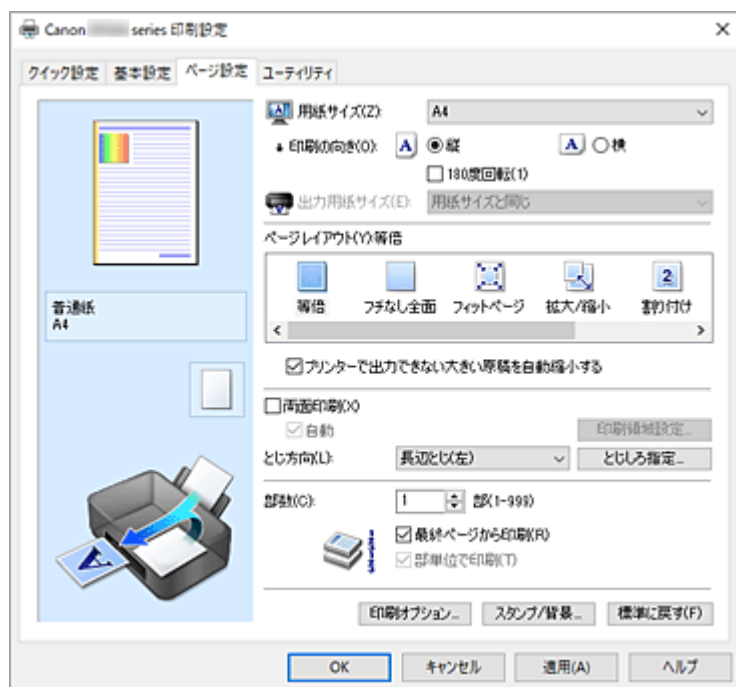 Canon series 印刷設定
クイック設定 基本設定 ページ設定 ユーティリティ
用紙サイズ(Z): A4
印刷の向き(O): A 縦 A 横
180度回転(1)
出力用紙サイズ(E): 用紙サイズと同じ
ページレイアウト(Y):等倍
等倍 フチなし全面 フィットページ 拡大/縮小 割り付け
普通紙
A4
プリンターで出力できない大きい原稿を自動縮小する
両面印刷(X)
自動 印刷領域設定...
とじ方向(L): 長辺とじ(左) とじしろ指定...
部数(C): 1 部(1-999)
最終ページから印刷(R)
部単位で印刷(T)
印刷オプション... スタンプ/背景... 標準に戻す(F)
OK キャンセル 適用(A) ヘルプ